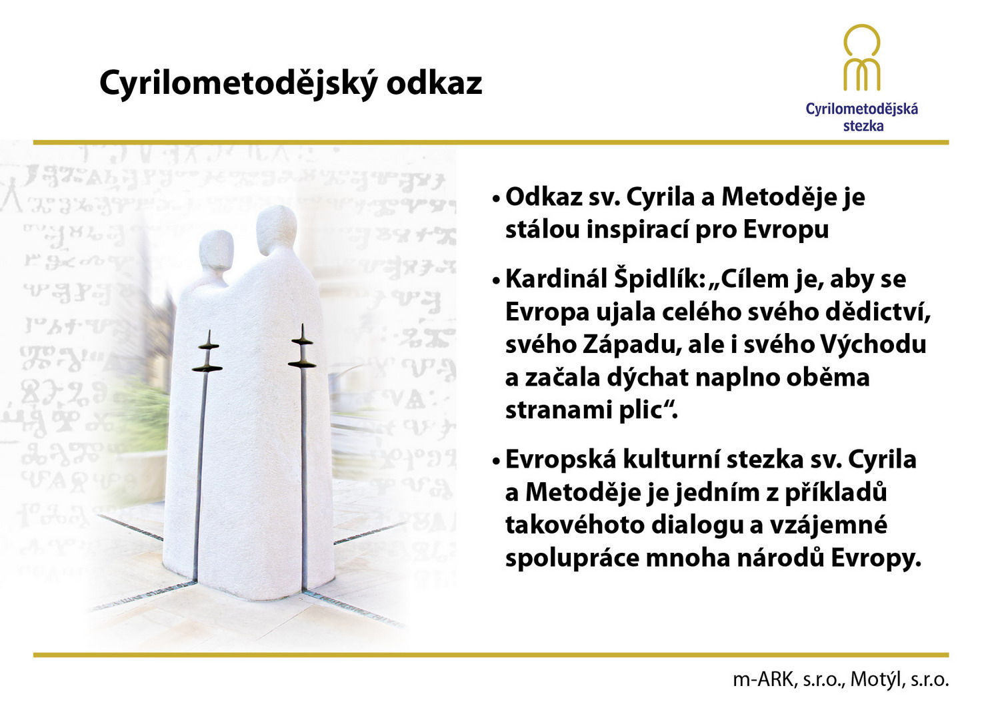 Cyrilometodějský odkaz
Cyrilometodějská
stezka
• Odkaz sv. Cyrila a Metoděje je
stálou inspirací pro Evropu
• Kardinál Špidlík: „Cílem je, aby se
Evropa ujala celého svého dědictví,
svého Západu, ale i svého Východu
a začala dýchat naplno oběma
stranami plic“.
• Evropská kulturní stezka sv. Cyrila
a Metoděje je jedním z příkladů
takovéhoto dialogu a vzájemné
spolupráce mnoha národů Evropy.
m-ARK, s.r.o., Motýl, s.r.o.